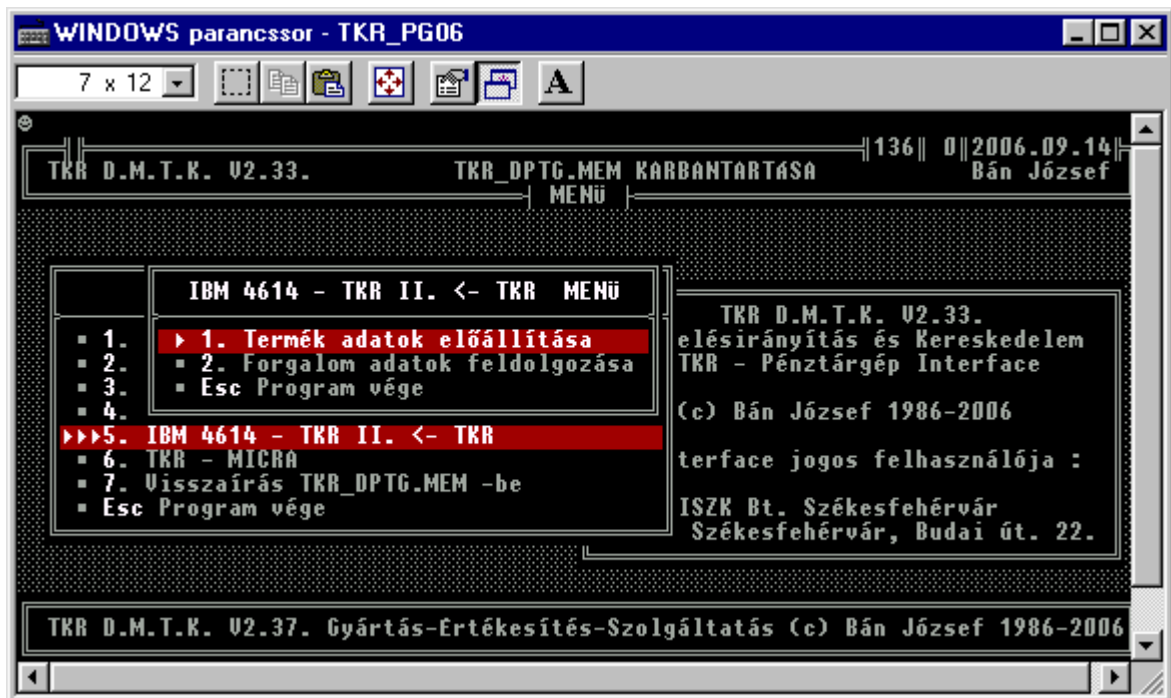 WINDOWS parancssor - TKR_PG06
7 x 12
A
136 0 2006.09.14
TKR D.M.T.K. V2.33. TKR_DPTG.MEM KARBANTARTáSA Bán József
MENü
IBM 4614 - TKR II. <- TKR MENü
1. Termék adatok előállítása
2. Forgalom adatok feldolgozása
Esc Program vége
1.
2.
3.
4.
5. IBM 4614 - TKR II. <- TKR
6. TKR - MICRA
7. Visszaírás TKR_DPTG.MEM -be
Esc Program vége
TKR D.M.T.K. V2.33.
elésirányítás és Kereskedelem
TKR - Pénztárgép Interface
(c) Bán József 1986-2006
terface jogos felhasználója :
ISZK Bt. Székesfehérvár
Székesfehérvár, Budai út. 22.
TKR D.M.T.K. V2.37. Gyártás-Értékesítés-Szolgáltatás (c) Bán József 1986-2006